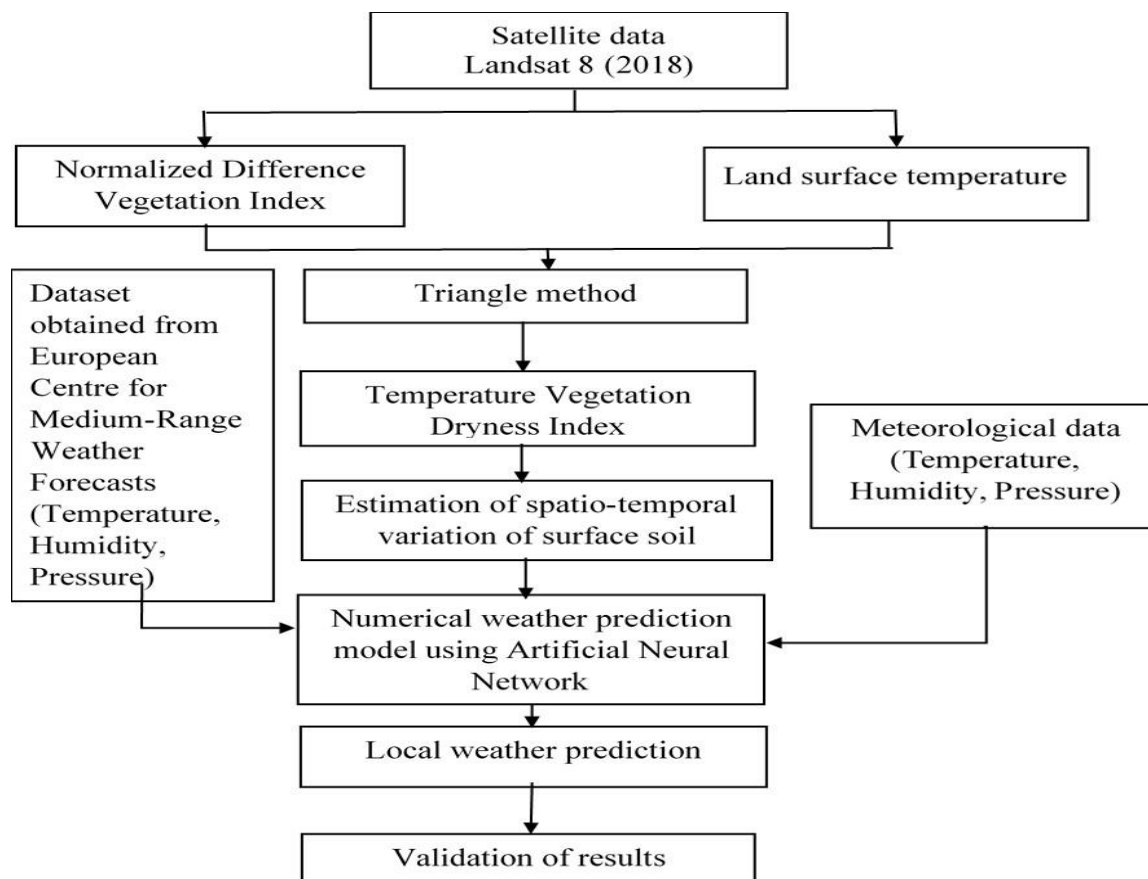 Satellite data
Landsat 8 (2018)
Normalized Difference
Vegetation Index
Land surface temperature
Triangle method
Dataset
obtained from
European
Centre for
Medium-Range
Weather
Forecasts
(Temperature,
Humidity,
Pressure)
Temperature Vegetation
Dryness Index
Meteorological data
(Temperature,
Humidity, Pressure)
Estimation of spatio-temporal
variation of surface soil
Numerical weather prediction
model using Artificial Neural
Network
Local weather prediction
Validation of results